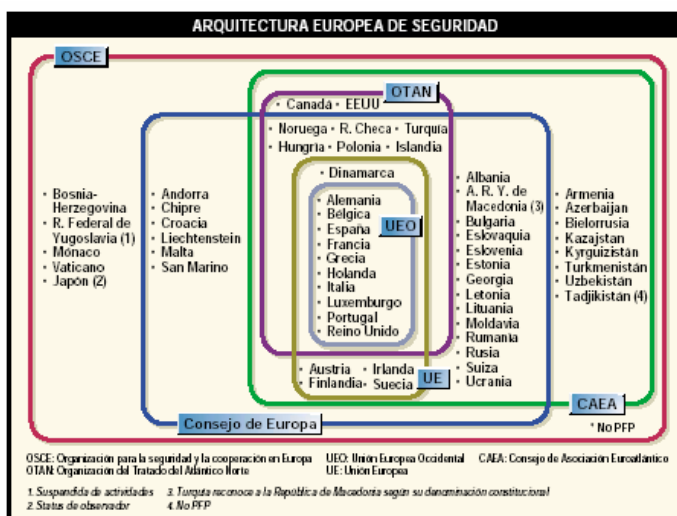 ARQUITECTURA EUROPEA DE SEGURIDAD
OSCE
OTAN
· Canadá · EEUU
· Noruega · R. Checa · Turquía
· Hungría · Polonia · Islandia
· Dinamarca
· Bosnia-
Herzegovina
· R. Federal de
Yugoslavia (1)
· Mónaco
· Vaticano
· Japón (2)
· Andorra
· Chipre
· Croacia
· Liechtenstein
· Malta
· San Marino
· Alemania
· Bélgica
· España
· Francia
· Grecia
· Holanda
· Italia
· Luxemburgo
· Portugal
· Reino Unido
UEO
· Albania
· A. R. Y. de
Macedonia (3)
· Bulgaria
· Eslovaquia
· Eslovenia
· Estonia
· Georgia
· Letonia
· Lituania
· Moldavia
· Rumania
· Rusia
· Suiza
· Ucrania
· Armenia
· Azerbaijan
· Bielorrusia
· Kazajstan
· Kyrguizistán
· Turkmenistán
· Uzbekistán
· Tadjikistán (4)
· Austria · Irlanda
· Finlandia · Suecia
UE
CAEA
Consejo de Europa
* No PFP
OSCE: Organización para la seguridad y la cooperación en Europa UEO: Unión Europea Occidental CAEA: Consejo de Asociación Euroatlántico
OTAN: Organización del Tratado del Atlántico Norte UE: Unión Europea
1. Suspendida de actividades 3. Turquía reconoce a la República de Macedonia según su denominación constitucional
2. Status de observador 4. No PFP